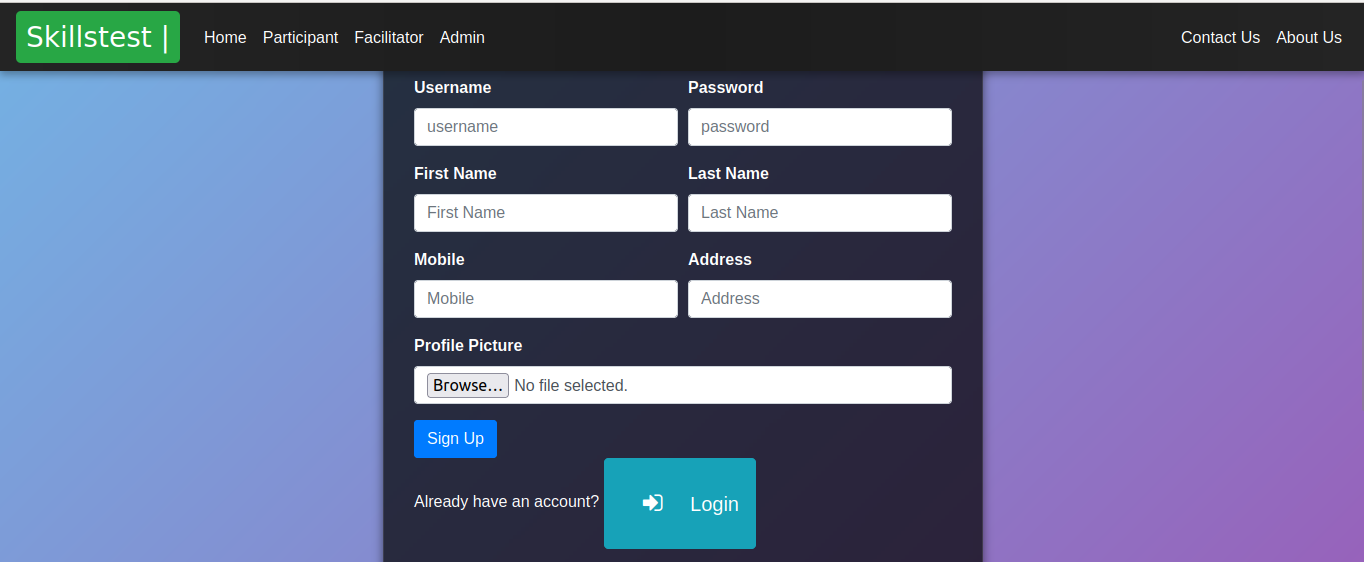 Skillstest | Home Participant Facilitator Admin Contact Us About Us
Username Password
username password
First Name Last Name
First Name Last Name
Mobile Address
Mobile Address
Profile Picture
Browse... No file selected.
Sign Up
Already have an account? Login